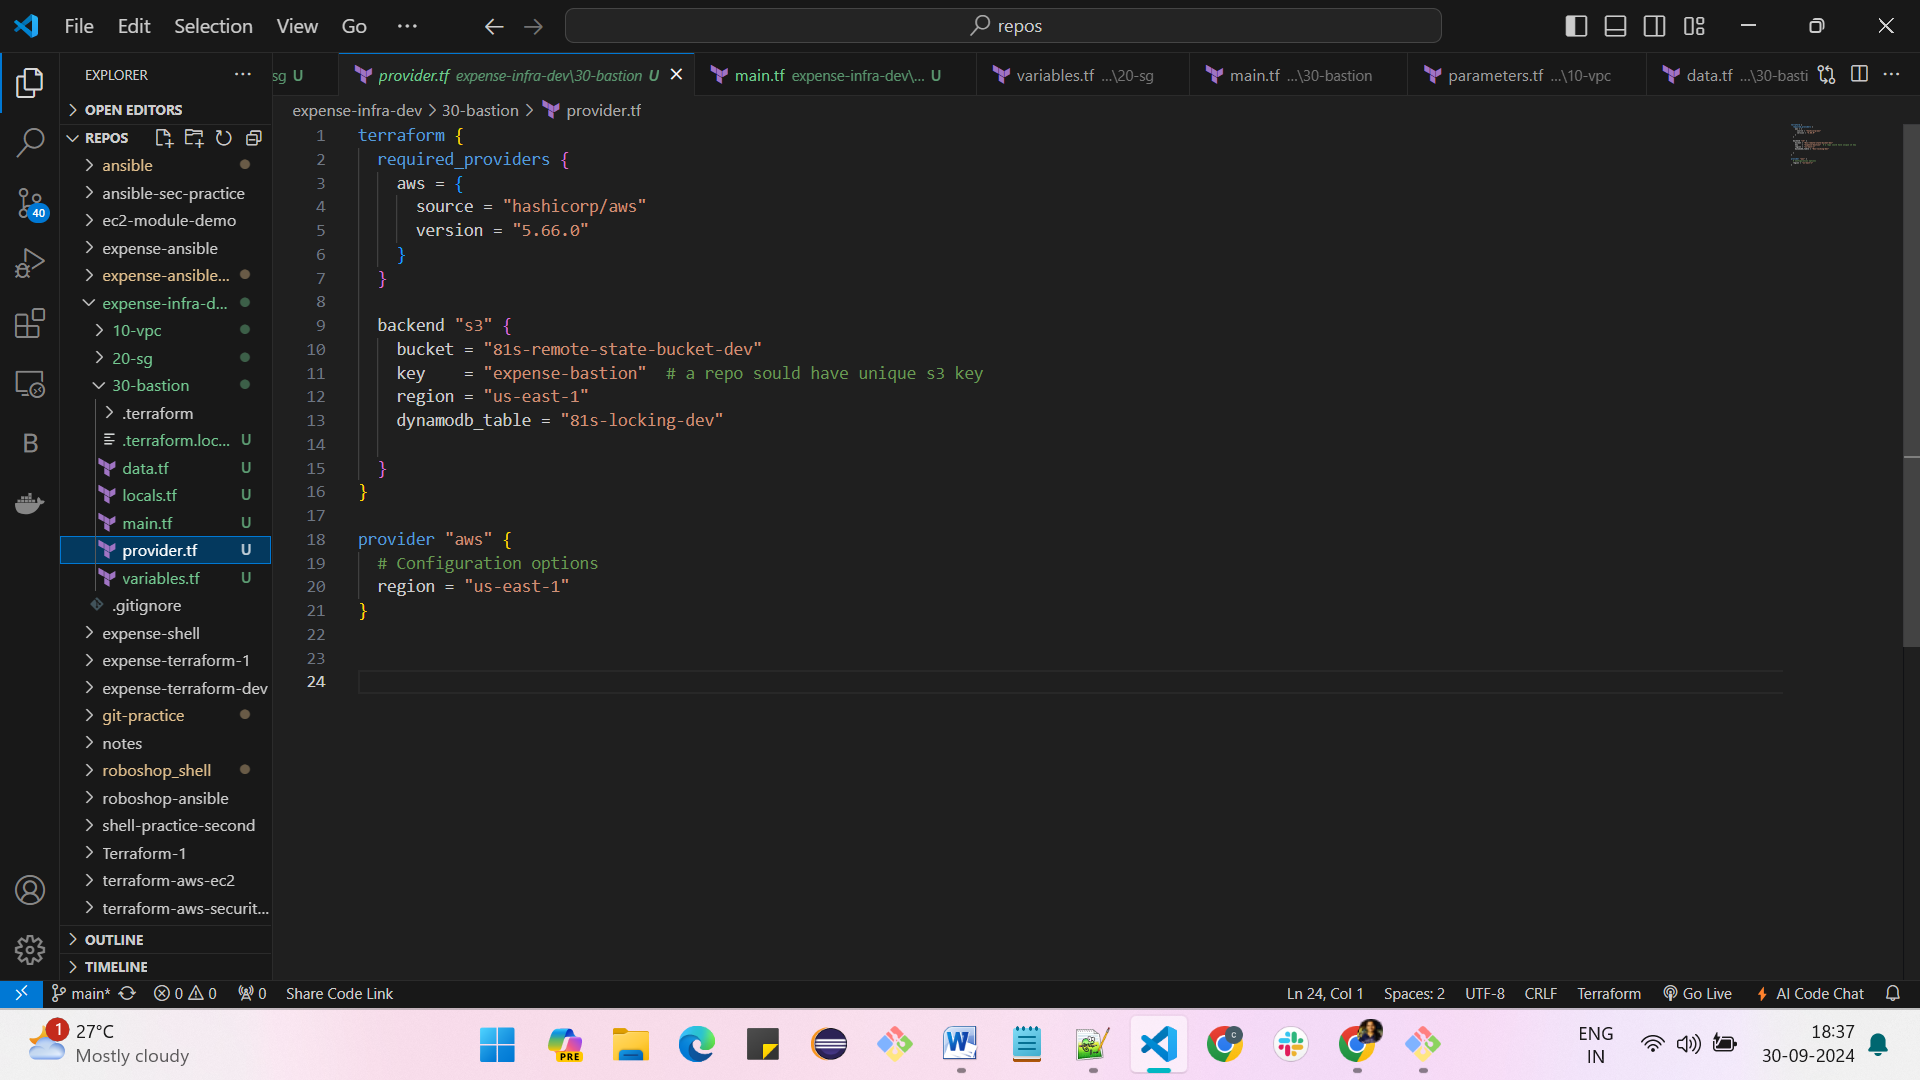 File Edit Selection View Go ···
repos
EXPLORER ···
sg U
provider.tf expense-infra-dev\30-bastion U
main.tf expense-infra-dev\... U
variables.tf ...\20-sg
main.tf ...\30-bastion
parameters.tf ...\10-vpc
data.tf ...\30-basti
OPEN EDITORS
REPOS
ansible
ansible-sec-practice
ec2-module-demo
expense-ansible
expense-ansible...
expense-infra-d...
10-vpc
20-sg
30-bastion
.terraform
.terraform.loc... U
data.tf U
locals.tf U
main.tf U
provider.tf U
variables.tf U
.gitignore
expense-shell
expense-terraform-1
expense-terraform-dev
git-practice
notes
roboshop_shell
roboshop-ansible
shell-practice-second
Terraform-1
terraform-aws-ec2
terraform-aws-securit...
OUTLINE
TIMELINE
40
B
expense-infra-dev > 30-bastion > provider.tf
1 terraform {
2 required_providers {
3 aws = {
4 source = "hashicorp/aws"
5 version = "5.66.0"
6 }
7 }
8
9 backend "s3" {
10 bucket = "81s-remote-state-bucket-dev"
11 key    = "expense-bastion"  # a repo sould have unique s3 key
12 region = "us-east-1"
13 dynamodb_table = "81s-locking-dev"
14
15 }
16 }
17
18 provider "aws" {
19 # Configuration options
20 region = "us-east-1"
21 }
22
23
24
main* 0 0 0 Share Code Link
Ln 24, Col 1 Spaces: 2 UTF-8 CRLF Terraform Go Live AI Code Chat
1
27°C
Mostly cloudy
PRE
W
C
ENG
IN
18:37
30-09-2024